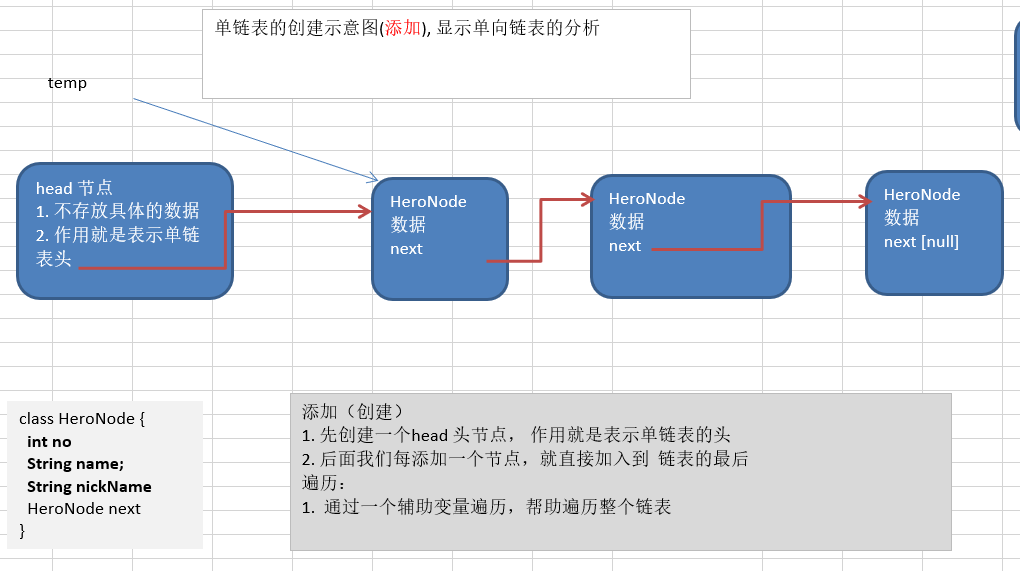 单链表的创建示意图(添加), 显示单向链表的分析
temp
head 节点
1. 不存放具体的数据
2. 作用就是表示单链
表头
HeroNode
数据
next
HeroNode
数据
next
HeroNode
数据
next [null]
class HeroNode {
int no
String name;
String nickName
HeroNode next
}
添加（创建）
1. 先创建一个head 头节点， 作用就是表示单链表的头
2. 后面我们每添加一个节点，就直接加入到 链表的最后
遍历：
1. 通过一个辅助变量遍历，帮助遍历整个链表